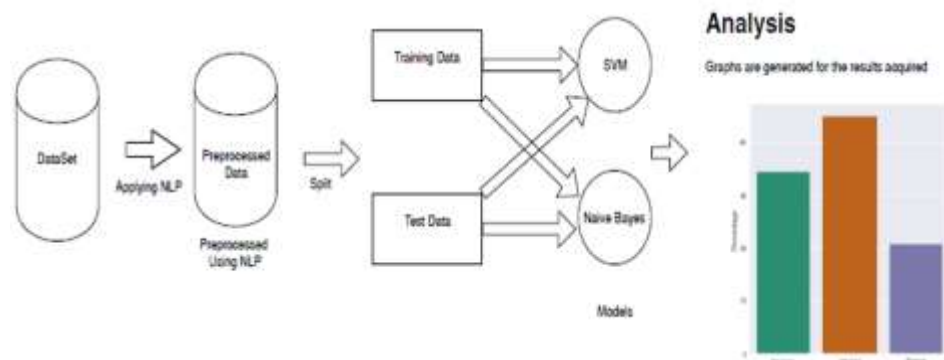 Analysis
Graphs are generated for the results acquired
Training Data
SVM
DataSet
Applying NLP
Preprocessed
Data
Split
Preprocessed
Using NLP
Test Data
Naive Bayes
Models
Percentage